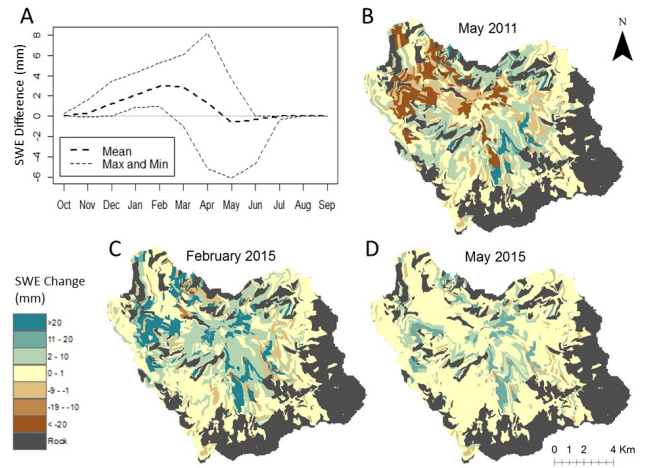 A
SWE Difference (mm)
8
6
4
2
0
-2
-4
-6
Mean
Max and Min
Oct Nov Dec Jan Feb Mar Apr May Jun Jul Aug Sep
B
May 2011
N
C
February 2015
D
May 2015
SWE Change
(mm)
>20
11 - 20
2 - 10
0 - 1
-9 - -1
-19 - -10
< -20
Rock
0 1 2 4 Km